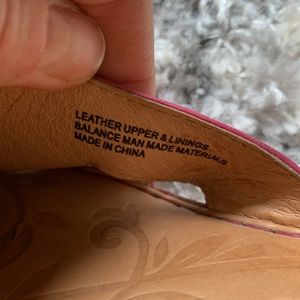 LEATHER UPPER & LININGS
BALANCE MAN MADE MATERIALS
MADE IN CHINA